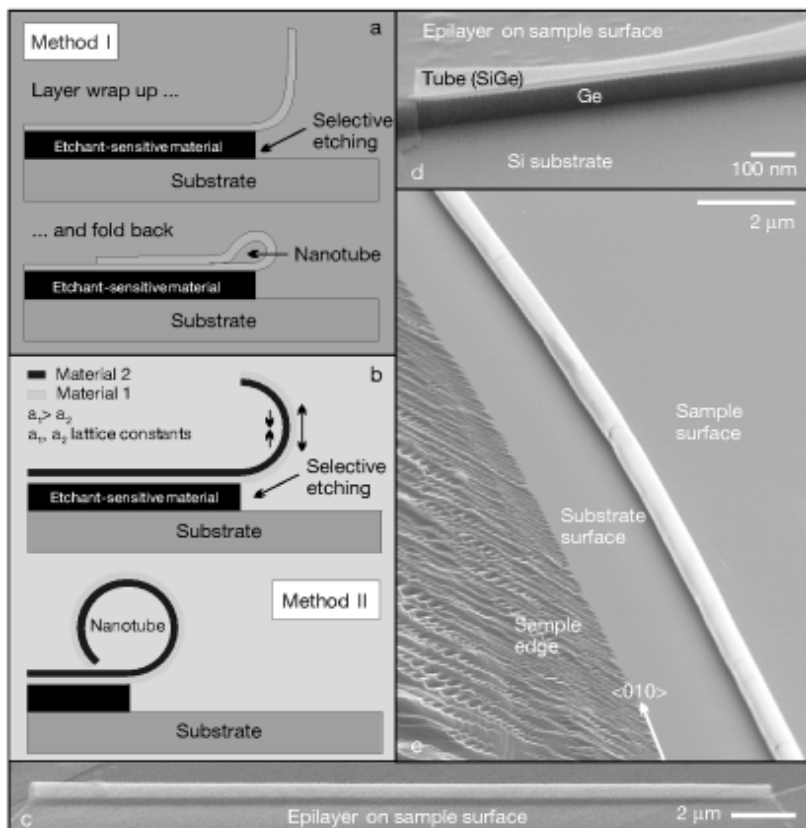 a
Method I
Layer wrap up ...
Selective
etching
Etchant-sensitive material
Substrate
... and fold back
Nanotube
Etchant-sensitive material
Substrate
b
Material 2
Material 1
a₁> a₂
a₁, a₂ lattice constants
Selective
etching
Etchant-sensitive material
Substrate
Method II
Nanotube
Substrate
c
Epilayer on sample surface
2 μm
Epilayer on sample surface
Tube (SiGe)
Ge
Si substrate
d
100 nm
2 μm
Sample
surface
Substrate
surface
Sample
edge
<010>
e